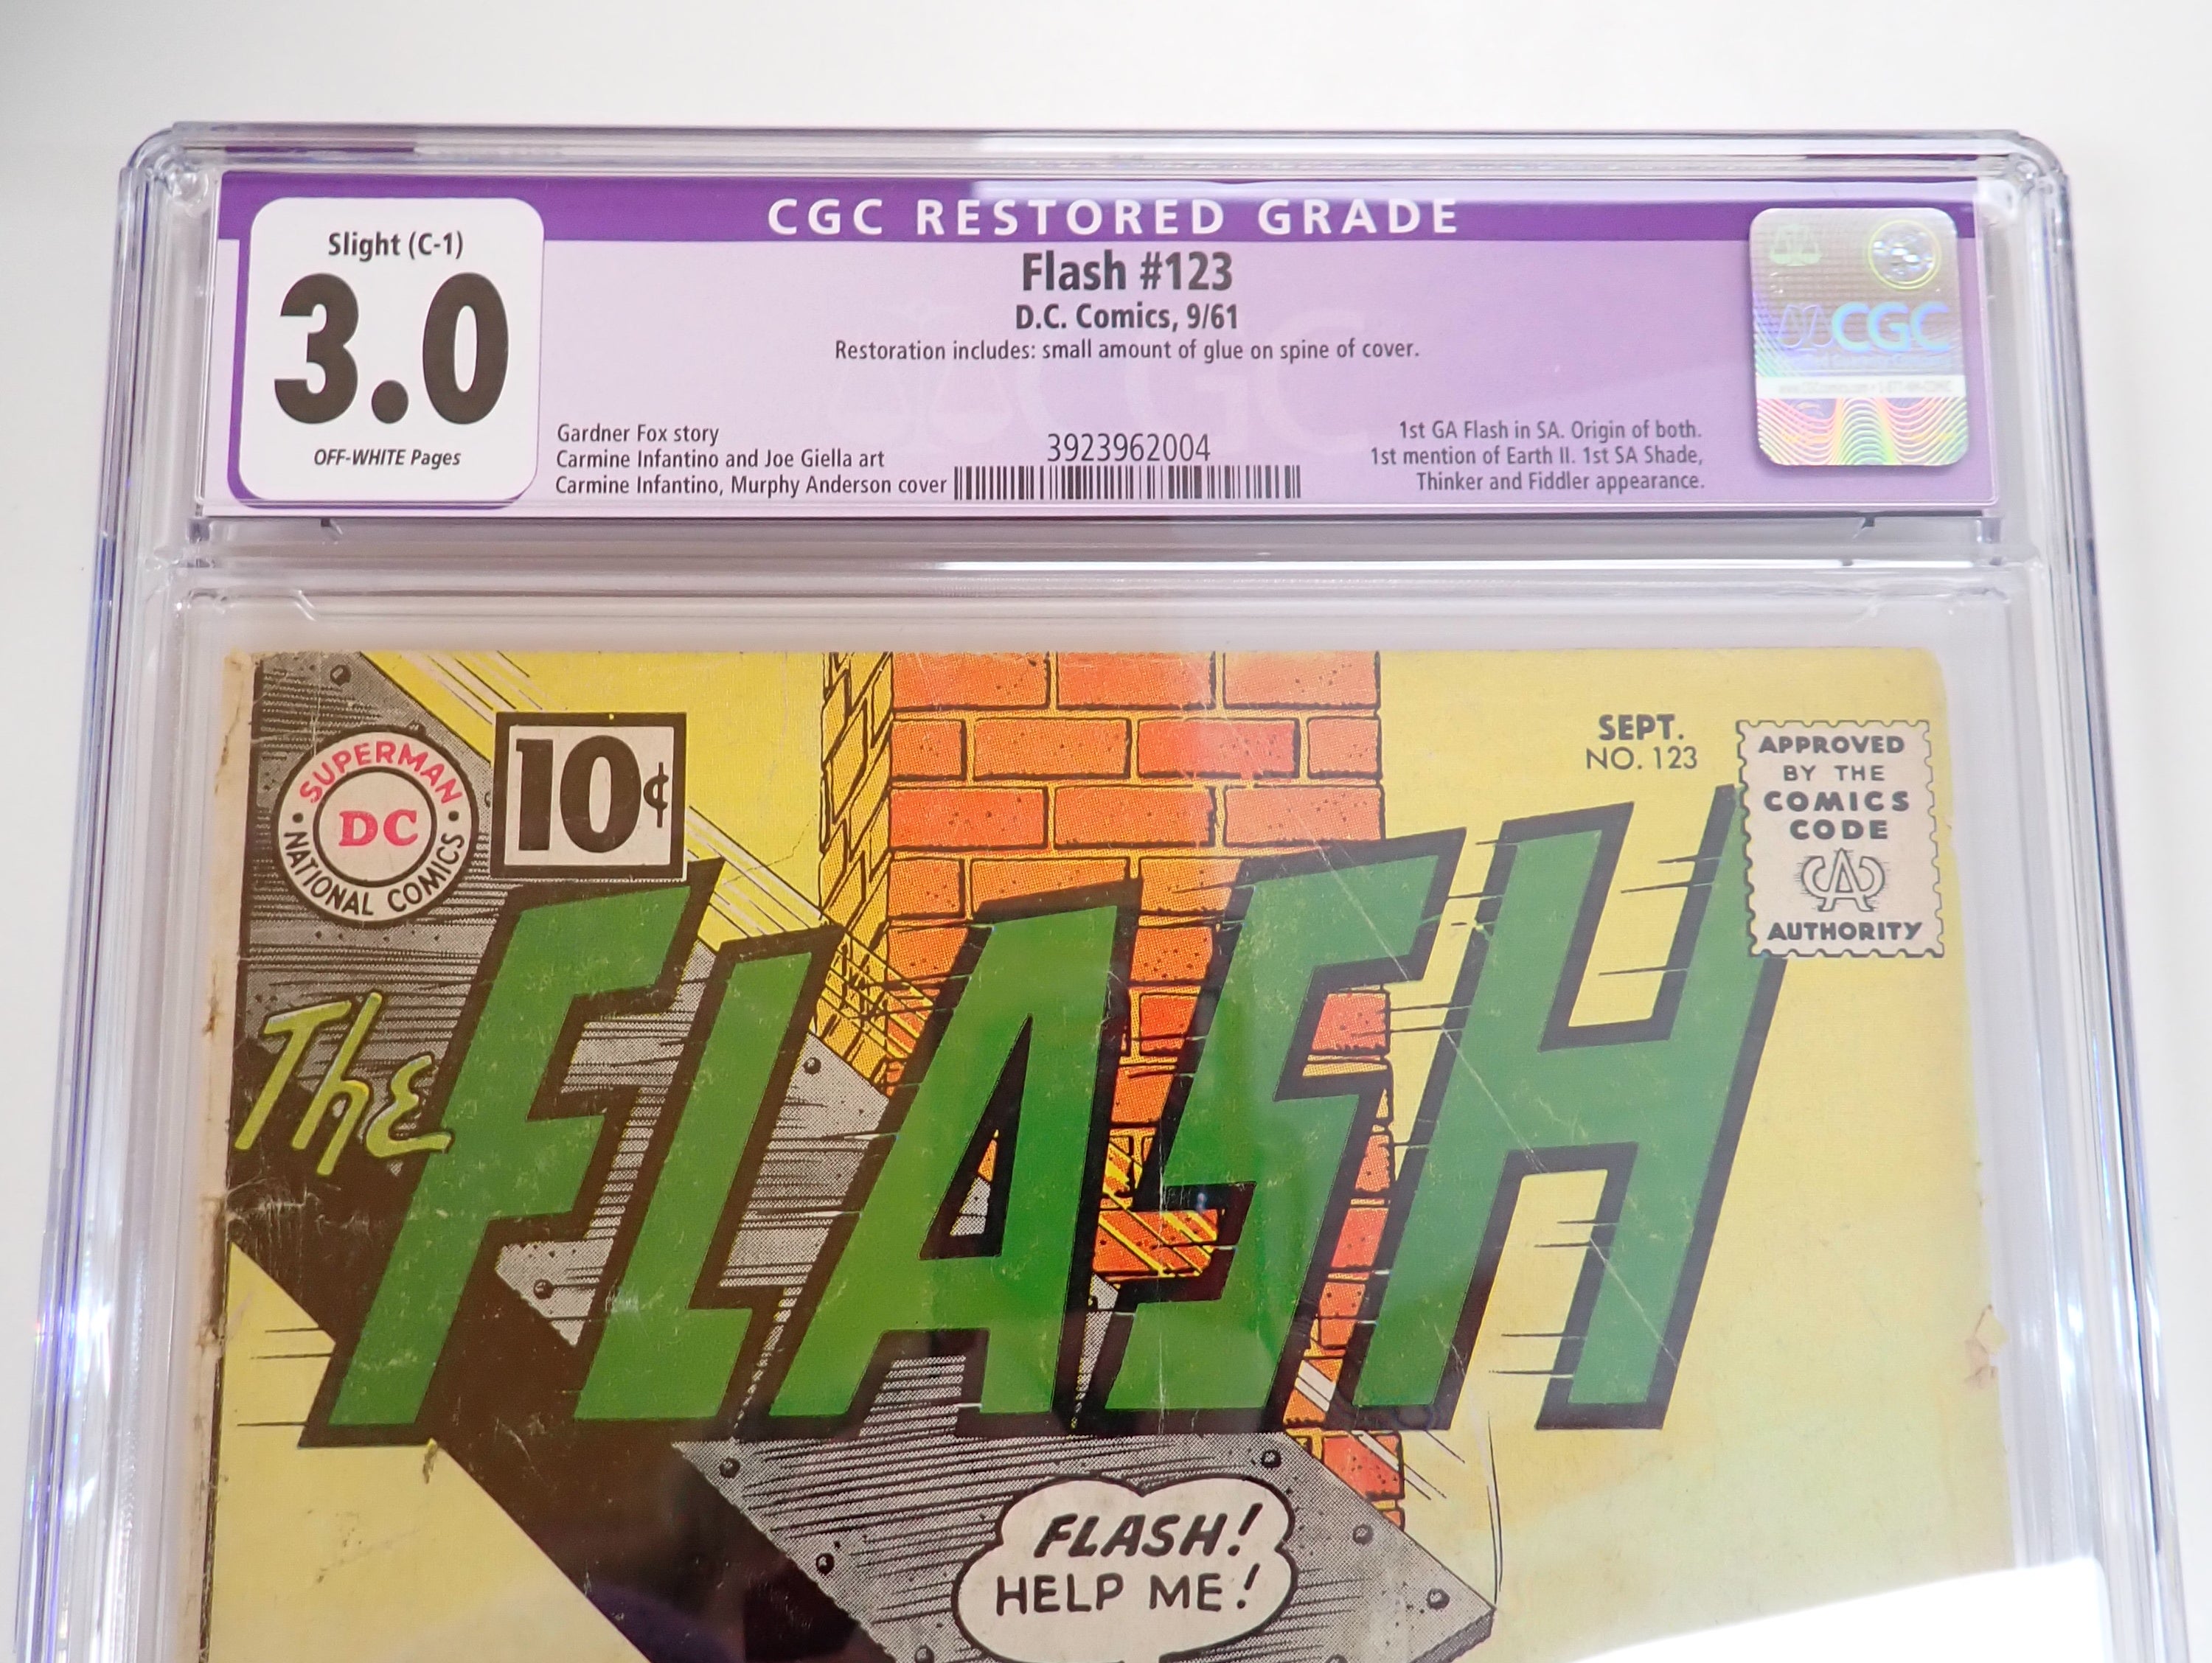 CGC RESTORED GRADE
Slight (C-1)
3.0
OFF-WHITE Pages
Flash #123
D.C. Comics, 9/61
Restoration includes: small amount of glue on spine of cover.
Gardner Fox story
Carmine Infantino and Joe Giella art
Carmine Infantino, Murphy Anderson cover
3923962004
1st GA Flash in SA. Origin of both.
1st mention of Earth II. 1st SA Shade,
Thinker and Fiddler appearance.
CGC
CGC
SUPERMAN
DC
NATIONAL COMICS
10¢
SEPT.
NO. 123
APPROVED
BY THE
COMICS
CODE
CA
AUTHORITY
The
FLASH
FLASH!
HELP ME!